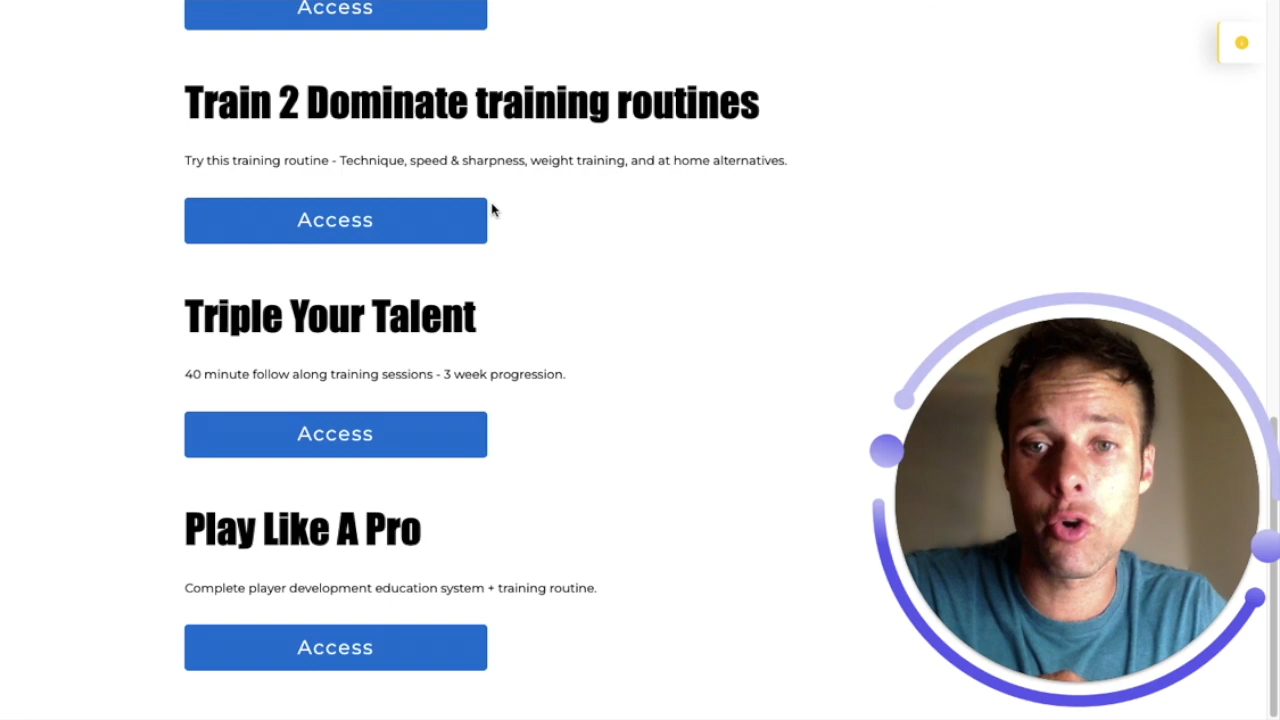 Access
Train 2 Dominate training routines
Try this training routine - Technique, speed & sharpness, weight training, and at home alternatives.
Access
Triple Your Talent
40 minute follow along training sessions - 3 week progression.
Access
Play Like A Pro
Complete player development education system + training routine.
Access